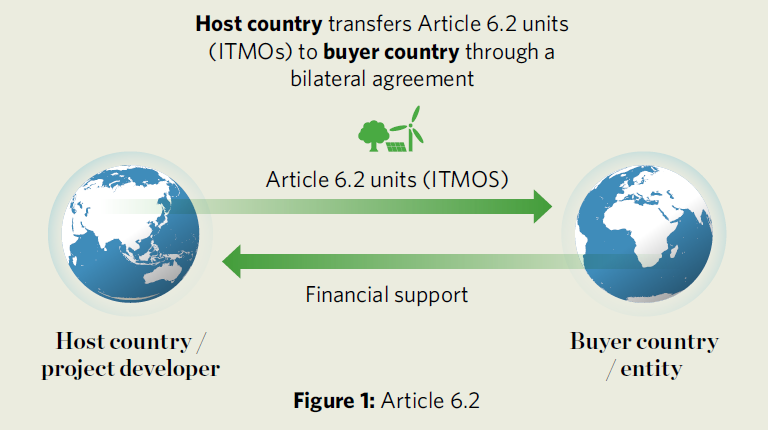 Host country transfers Article 6.2 units
(ITMOs) to buyer country through a
bilateral agreement
Article 6.2 units (ITMOS)
Financial support
Host country /
project developer
Buyer country
/ entity
Figure 1: Article 6.2